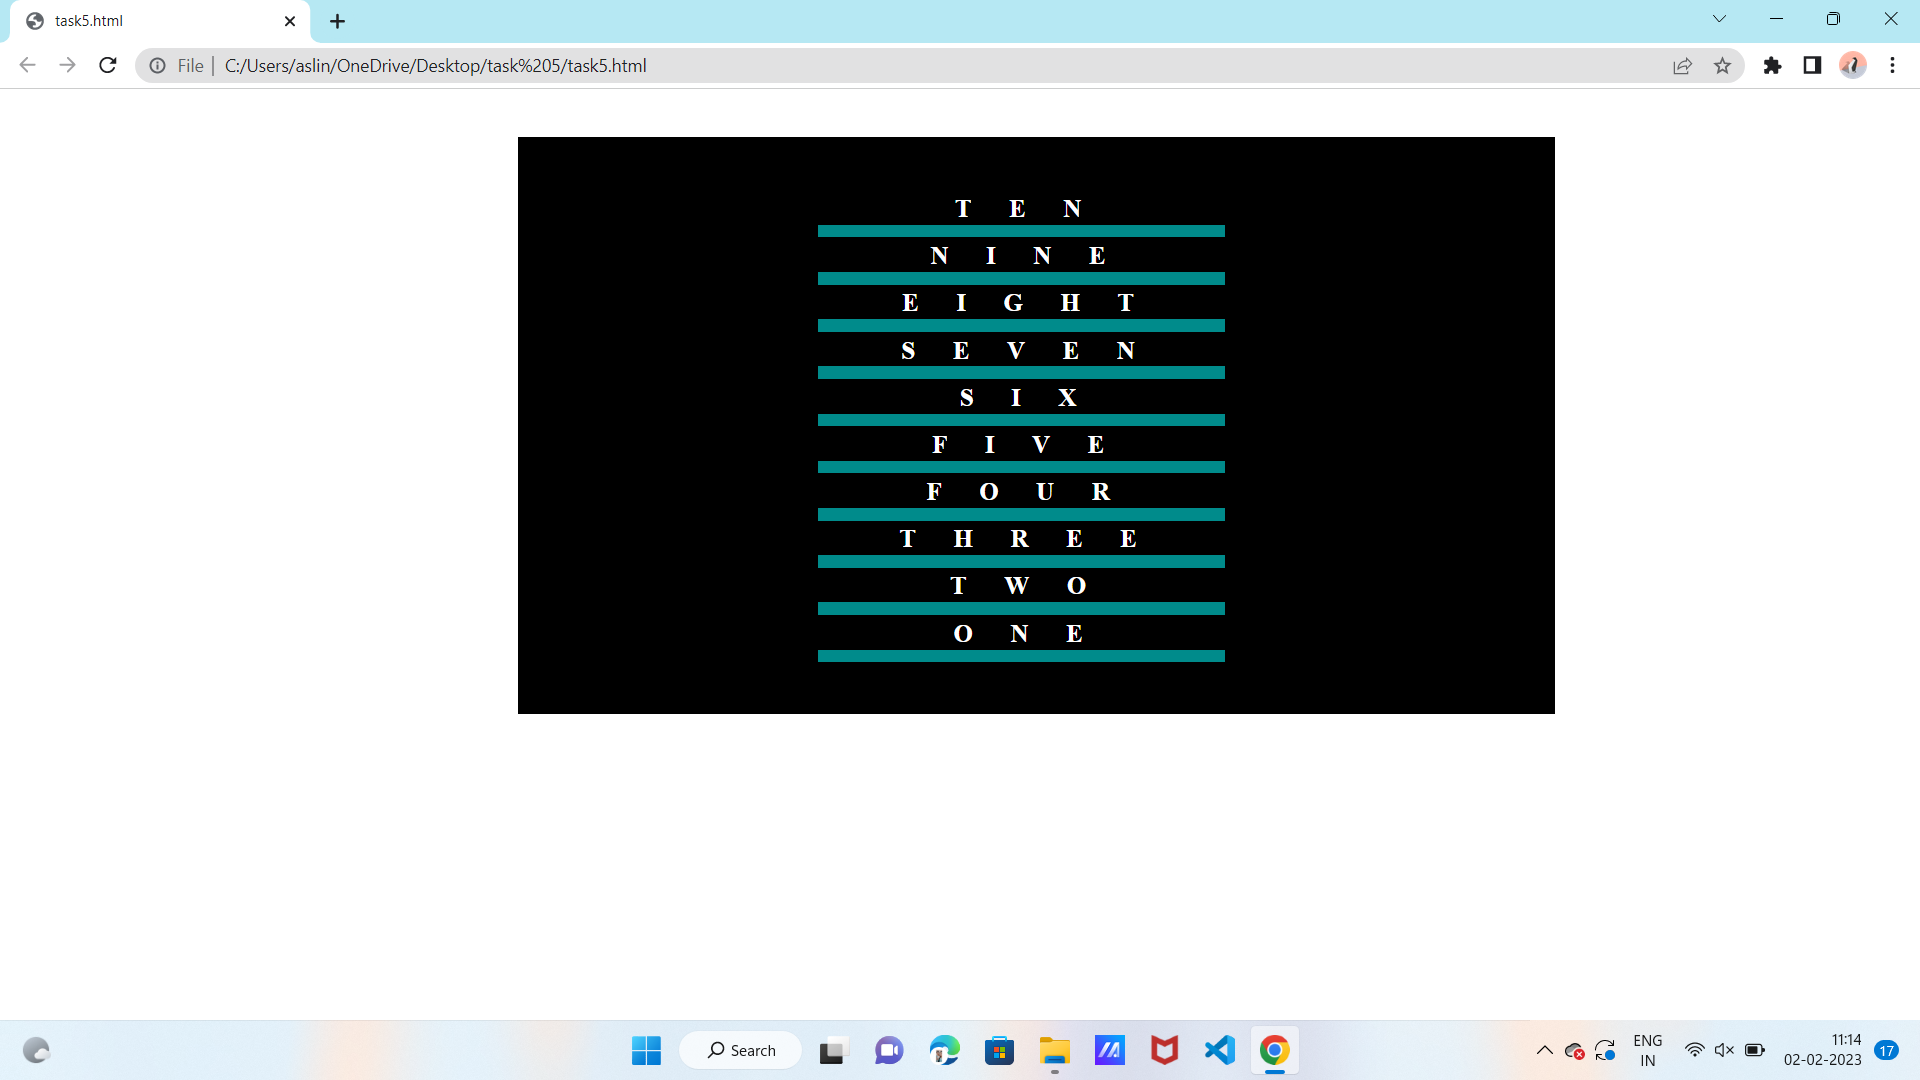 task5.html
File C:/Users/aslin/OneDrive/Desktop/task%205/task5.html
T E N
N I N E
E I G H T
S E V E N
S I X
F I V E
F O U R
T H R E E
T W O
O N E
Search
ENG
IN
11:14
02-02-2023
17